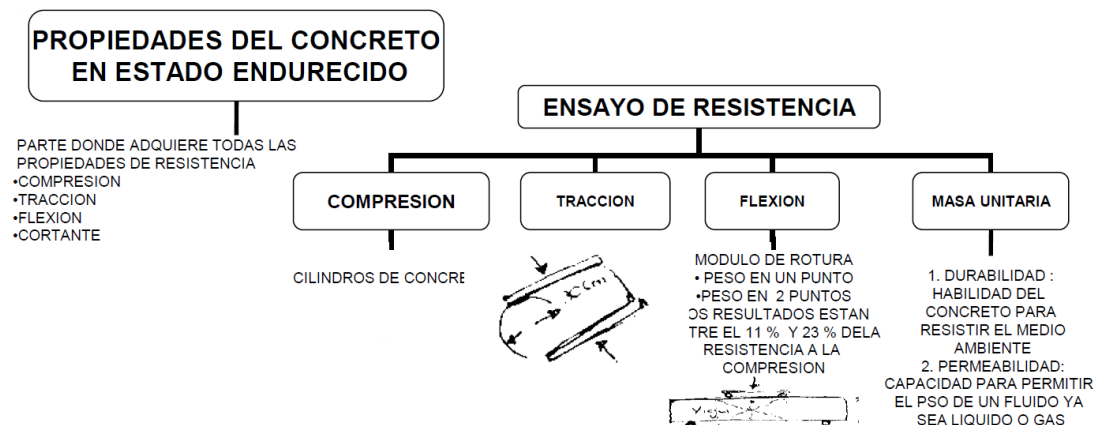 PROPIEDADES DEL CONCRETO
EN ESTADO ENDURECIDO
PARTE DONDE ADQUIERE TODAS LAS
PROPIEDADES DE RESISTENCIA
•COMPRESION
•TRACCION
•FLEXION
•CORTANTE
ENSAYO DE RESISTENCIA
COMPRESION
CILINDROS DE CONCRE
TRACCION
FLEXION
MODULO DE ROTURA
• PESO EN UN PUNTO
•PESO EN 2 PUNTOS
OS RESULTADOS ESTAN
TRE EL 11 % Y 23 % DELA
RESISTENCIA A LA
COMPRESION
MASA UNITARIA
1. DURABILIDAD :
HABILIDAD DEL
CONCRETO PARA
RESISTIR EL MEDIO
AMBIENTE
2. PERMEABILIDAD:
CAPACIDAD PARA PERMITIR
EL PSO DE UN FLUIDO YA
SEA LIQUIDO O GAS